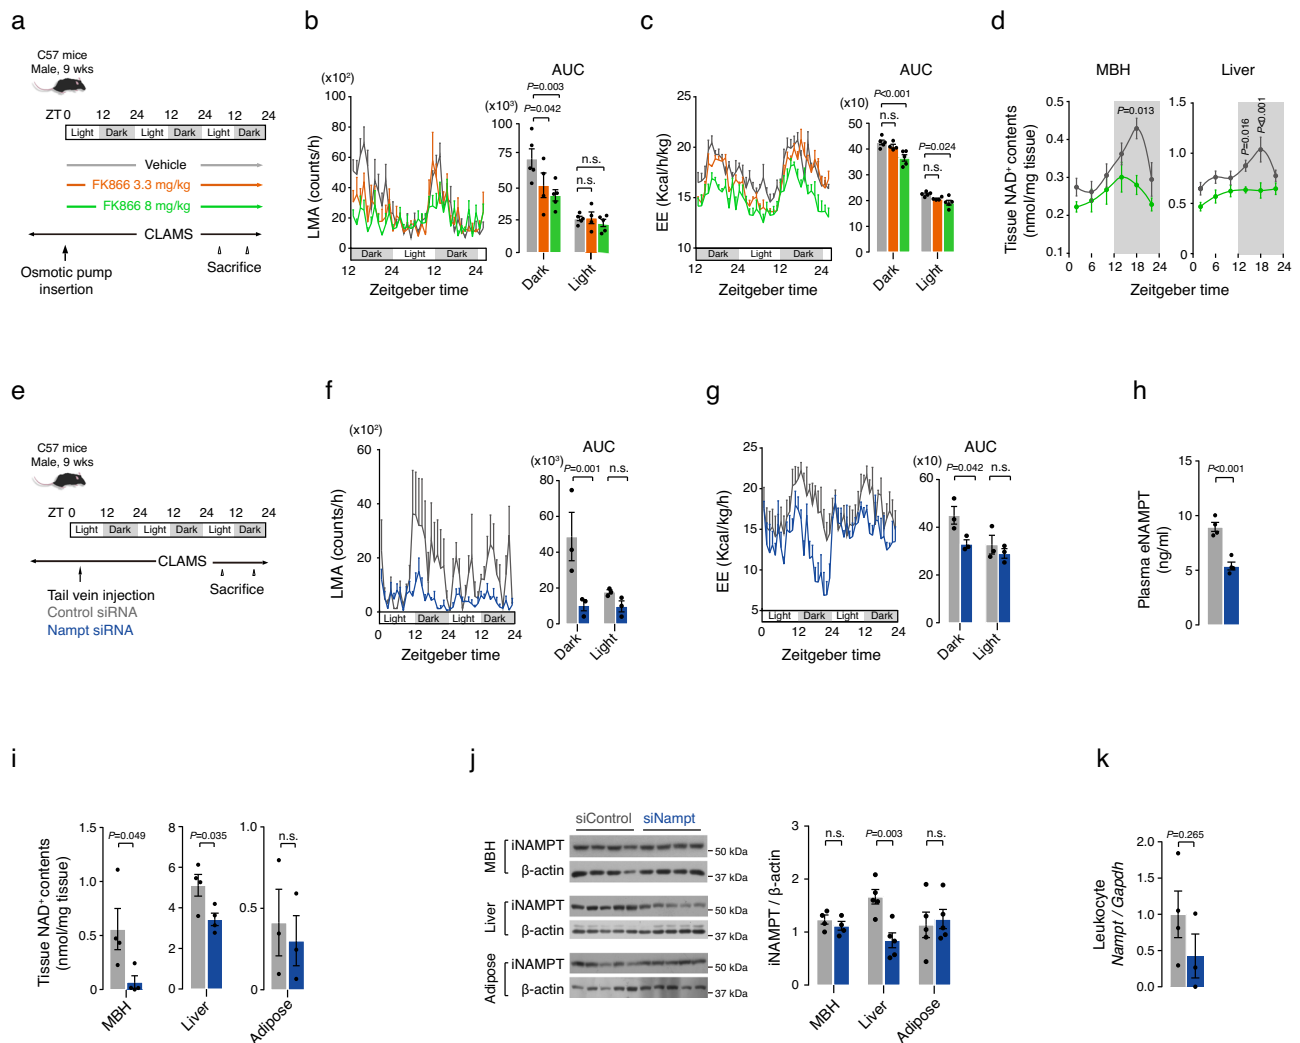 a
C57 mice
Male, 9 wks
ZT 0 12 24 12 24 12 24
Light Dark Light Dark Light Dark
Vehicle
FK866 3.3 mg/kg
FK866 8 mg/kg
CLAMS
Osmotic pump
insertion
Sacrifice
b
(x10²)
LMA (counts/h)
100
80
60
40
20
0
Dark Light Dark
12 24 12 24
Zeitgeber time
AUC
(x10³)
P=0.003
P=0.042
n.s.
n.s.
100
75
50
25
0
Dark
Light
c
EE (Kcal/h/kg)
25
20
15
10
Dark Light Dark
12 24 12 24
Zeitgeber time
AUC
(x10)
P<0.001
n.s.
P=0.024
n.s.
50
40
30
20
10
0
Dark
Light
d
MBH
Liver
Tissue NAD⁺ contents
(nmol/mg tissue)
0.5
0.4
0.3
0.2
0.1
P=0.013
0 6 12 18 24
1.5
1.0
0.5
0
P=0.016
P<0.001
0 6 12 18 24
Zeitgeber time
e
C57 mice
Male, 9 wks
ZT 0 12 24 12 24 12 24
Light Dark Light Dark Light Dark
CLAMS
Tail vein injection
Control siRNA
Nampt siRNA
Sacrifice
f
(x10²)
LMA (counts/h)
60
40
20
0
Light Dark Light Dark
0 12 24 12 24
Zeitgeber time
AUC
(x10³)
P=0.001
n.s.
80
60
40
20
0
Dark
Light
g
EE (Kcal/kg/h)
25
20
15
10
5
Light Dark Light Dark
0 12 24 12 24
Zeitgeber time
AUC
(x10)
P=0.042
n.s.
60
40
20
0
Dark
Light
h
Plasma eNAMPT
(ng/ml)
P<0.001
15
10
5
0
i
Tissue NAD⁺ contents
(nmol/mg tissue)
1.5
1.0
0.5
0
P=0.049
MBH
8
6
4
2
0
P=0.035
Liver
1.0
0.5
0
n.s.
Adipose
j
siControl siNampt
MBH
iNAMPT 50 kDa
β-actin 37 kDa
Liver
iNAMPT 50 kDa
β-actin 37 kDa
Adipose
iNAMPT 50 kDa
β-actin 37 kDa
iNAMPT / β-actin
3
2
1
0
n.s.
P=0.003
n.s.
MBH
Liver
Adipose
k
Leukocyte
Nampt / Gapdh
P=0.265
2.0
1.5
1.0
0.5
0.0